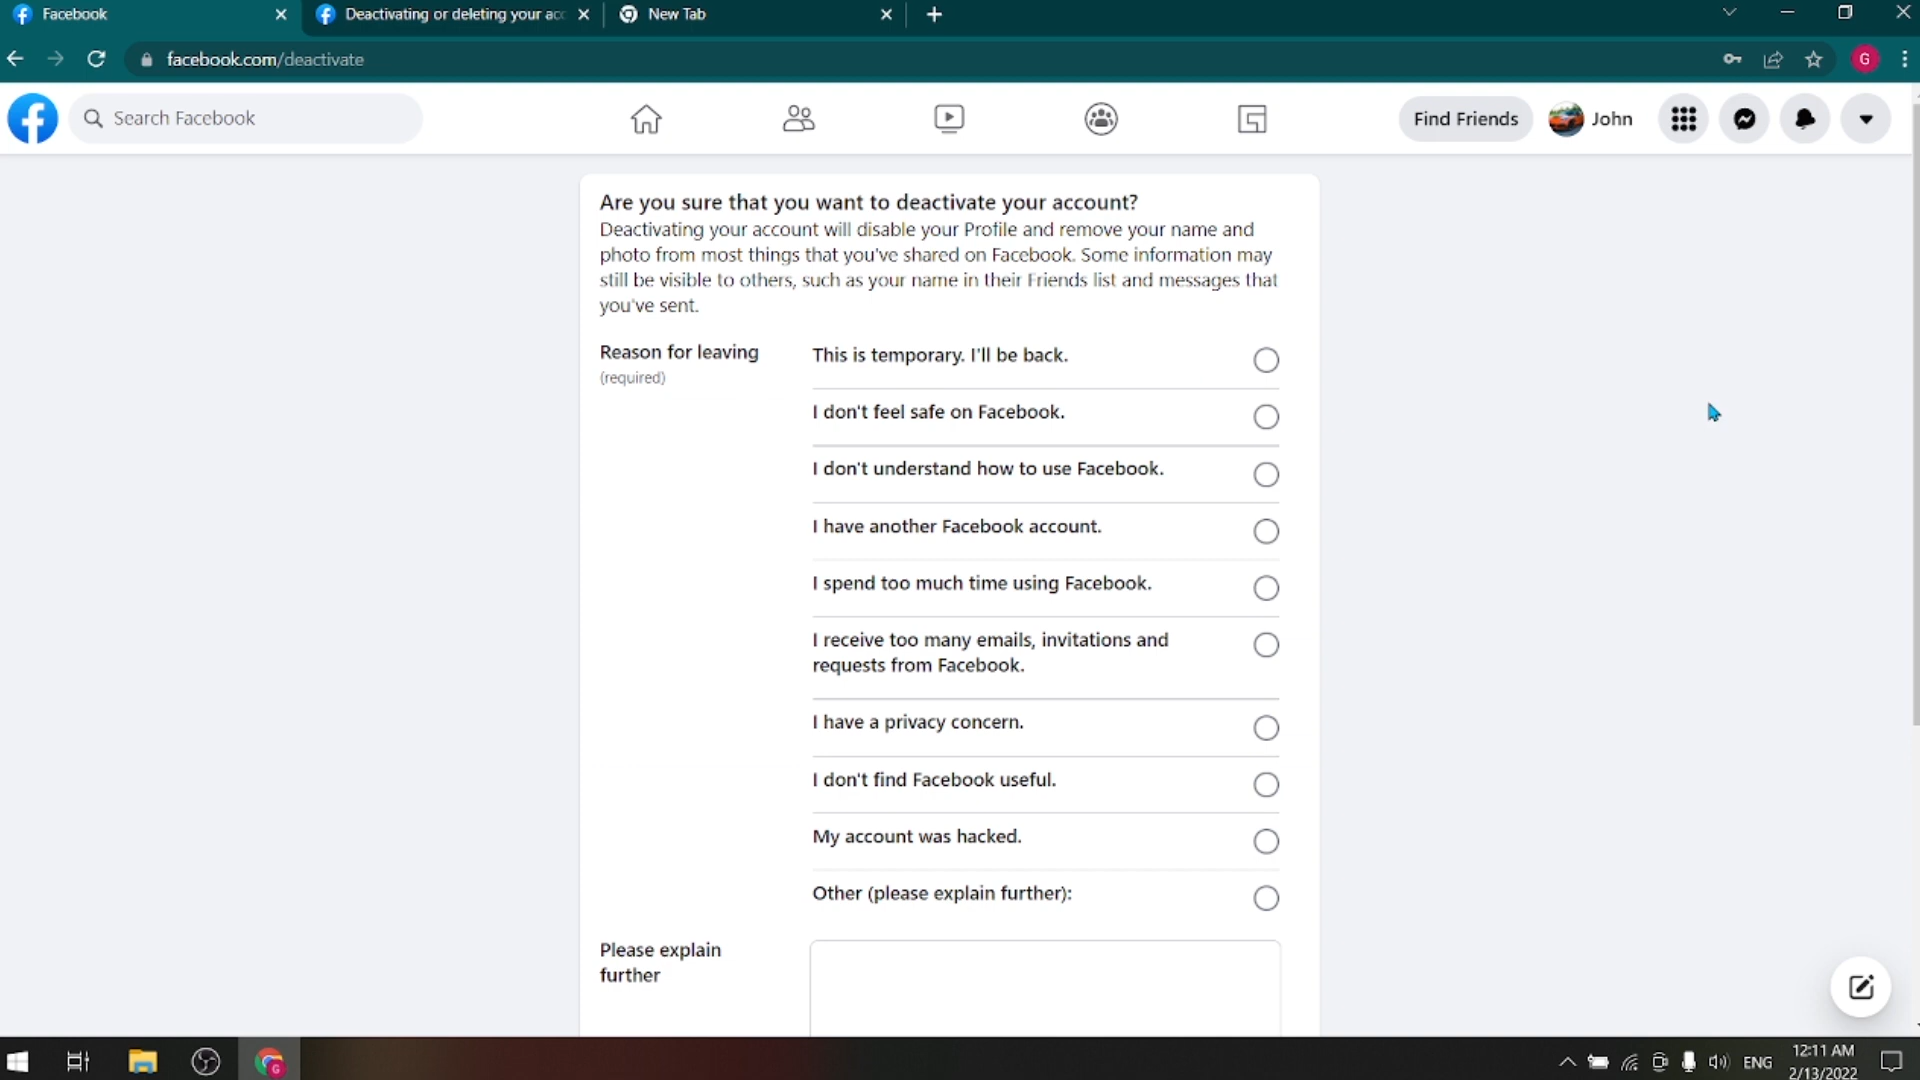 Facebook
Deactivating or deleting your acc
New Tab
facebook.com/deactivate
G
Search Facebook
Find Friends
John
Are you sure that you want to deactivate your account?
Deactivating your account will disable your Profile and remove your name and
photo from most things that you've shared on Facebook. Some information may
still be visible to others, such as your name in their Friends list and messages that
you've sent.
Reason for leaving
(required)
This is temporary. I'll be back.
I don't feel safe on Facebook.
I don't understand how to use Facebook.
I have another Facebook account.
I spend too much time using Facebook.
I receive too many emails, invitations and
requests from Facebook.
I have a privacy concern.
I don't find Facebook useful.
My account was hacked.
Other (please explain further):
Please explain
further
G
ENG
12:11 AM
2/13/2022